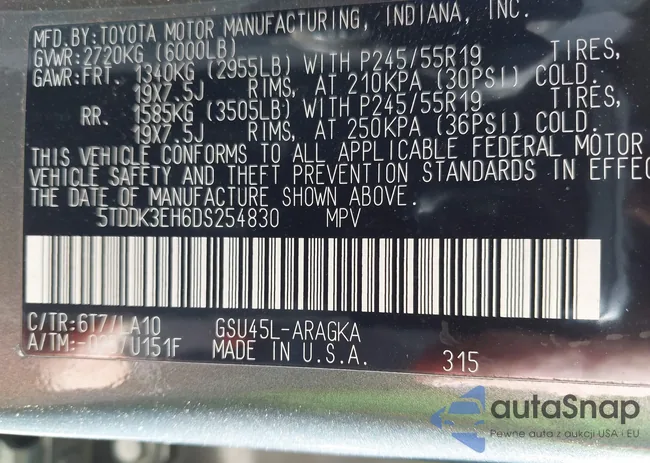 MFD.BY:TOYOTA MOTOR MANUFACTURING, INDIANA, INC.
GVWR:2720KG (6000LB)
GAWR:FRT. 1340KG (2955LB) WITH P245/55R19 TIRES,
19X7.5J RIMS, AT 210KPA (30PSI) COLD.
RR. 1585KG (3505LB) WITH P245/55R19 TIRES,
19X7.5J RIMS, AT 250KPA (36PSI) COLD.
THIS VEHICLE CONFORMS TO ALL APPLICABLE FEDERAL MOTOR
VEHICLE SAFETY AND THEFT PREVENTION STANDARDS IN EFFEC
THE DATE OF MANUFACTURE SHOWN ABOVE.
5TDDK3EH6DS254830 MPV
C/TR:6T7/LA10 GSU45L-ARAGKA
A/TM: /U151F MADE IN U.S.A. 315
autaSnap
Pewne auta z aukcji USA i EU